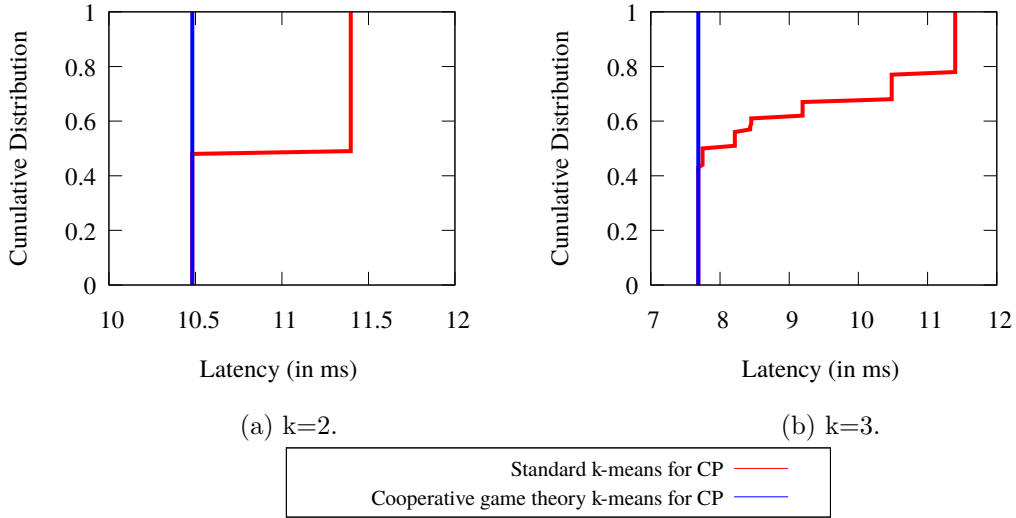 1
0.8
0.6
0.4
0.2
0
Cunulative Distribution
10 10.5 11 11.5 12
Latency (in ms)
(a) k=2.
1
0.8
0.6
0.4
0.2
0
Cunulative Distribution
7 8 9 10 11 12
Latency (in ms)
(b) k=3.
Standard k-means for CP
Cooperative game theory k-means for CP